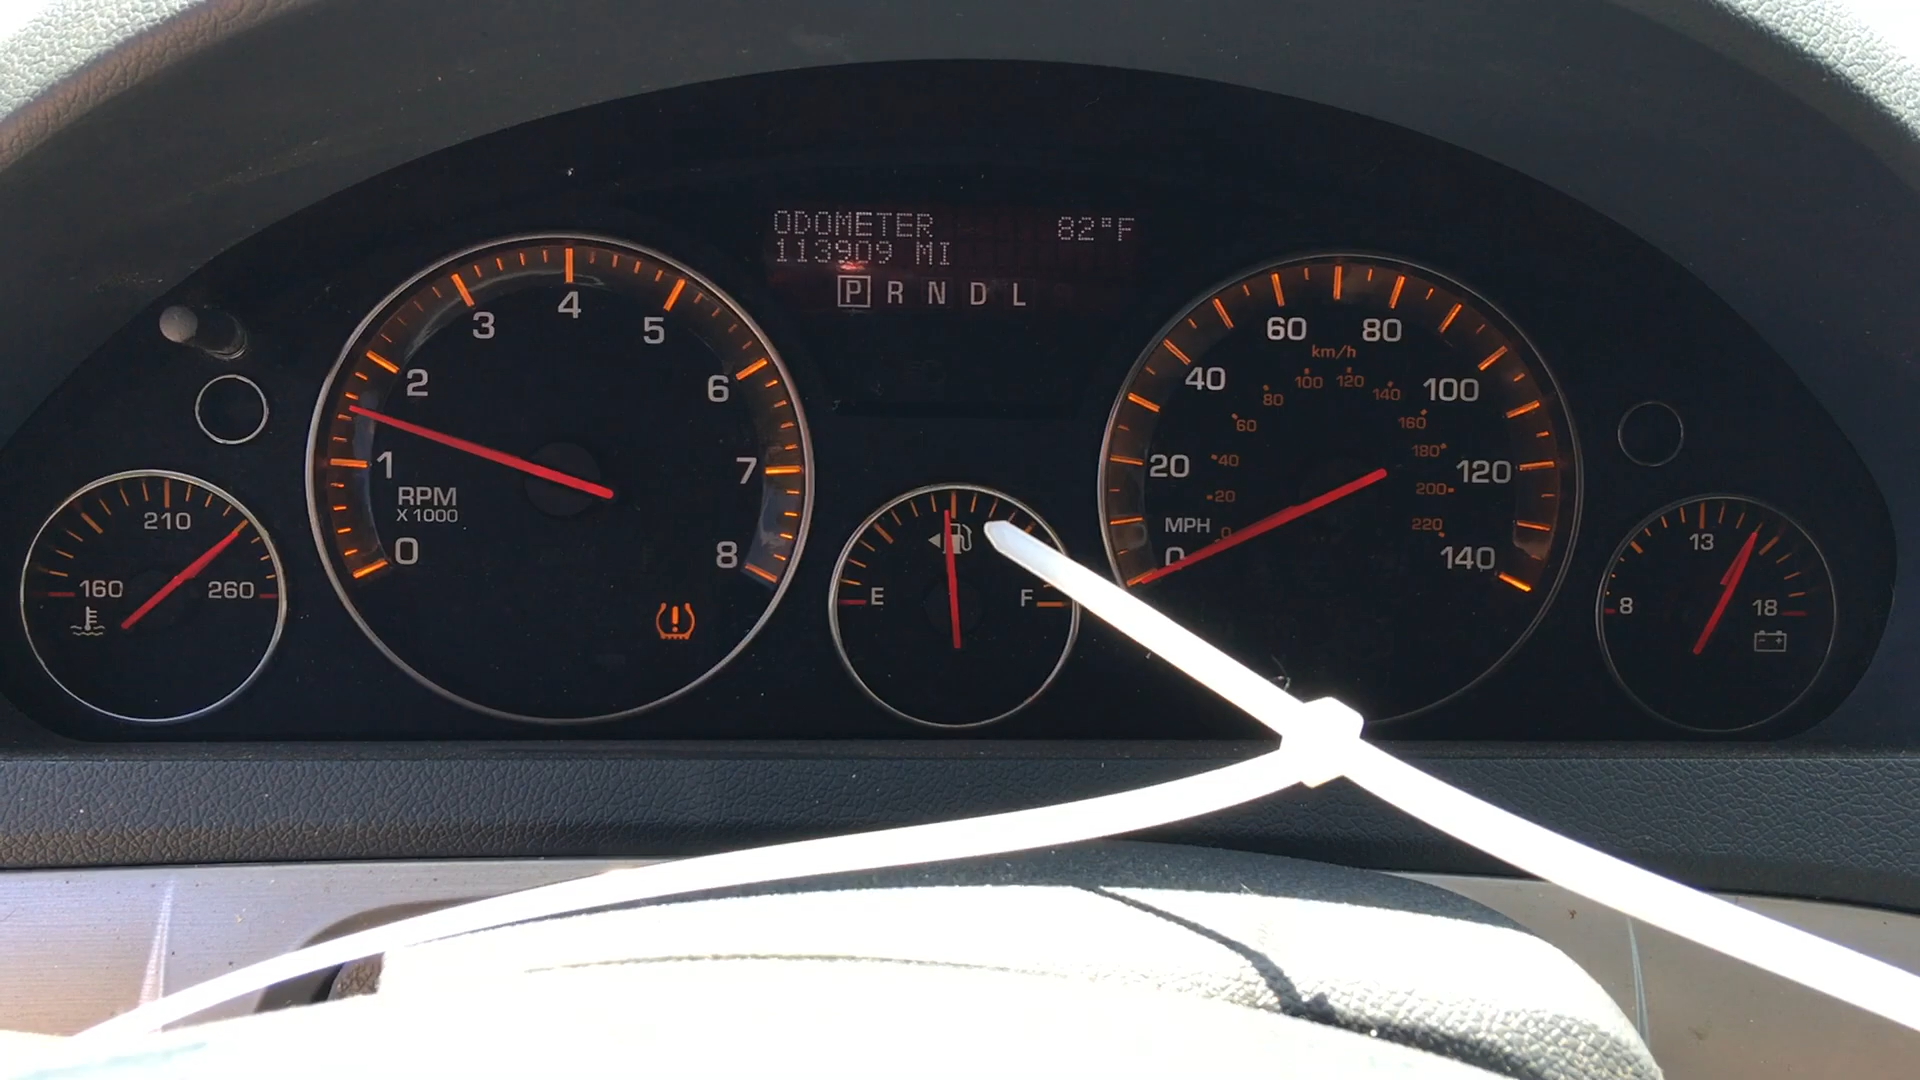 ODOMETER 82°F
113909 MI
P R N D L
0 1 2 3 4 5 6 7 8
RPM
X 1000
160 210 260
E F
0 20 40 60 80 100 120 140
MPH
km/h
0 20 40 60 80 100 120 140 160 180 200 220
8 13 18